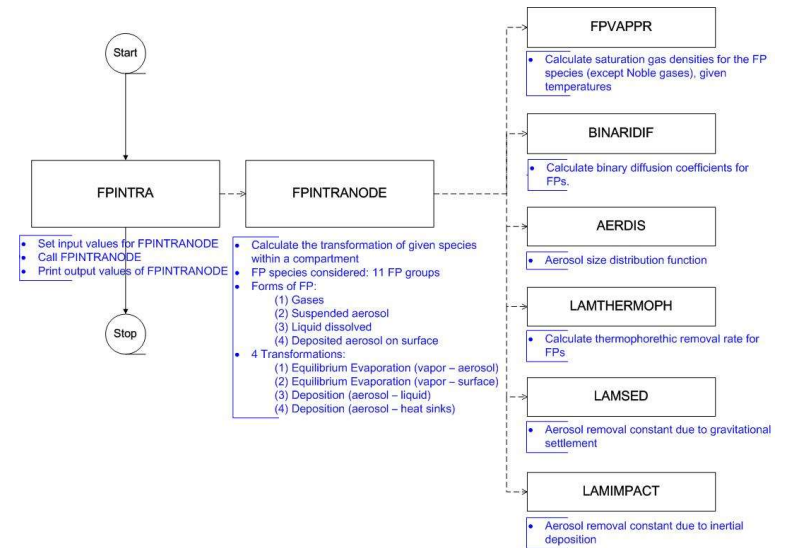 Start
FPINTRA
• Set input values for FPINTRANODE
• Call FPINTRANODE
• Print output values of FPINTRANODE
Stop
FPINTRANODE
• Calculate the transformation of given species
within a compartment
• FP species considered: 11 FP groups
• Forms of FP:
(1) Gases
(2) Suspended aerosol
(3) Liquid dissolved
(4) Deposited aerosol on surface
• 4 Transformations:
(1) Equilibrium Evaporation (vapor – aerosol)
(2) Equilibrium Evaporation (vapor – surface)
(3) Deposition (aerosol – liquid)
(4) Deposition (aerosol – heat sinks)
FPVAPPR
• Calculate saturation gas densities for the FP
species (except Noble gases), given
temperatures
BINARIDIF
• Calculate binary diffusion coefficients for
FPs.
AERDIS
• Aerosol size distribution function
LAMTHERMOPH
• Calculate thermophorethic removal rate for
FPs
LAMSED
• Aerosol removal constant due to gravitational
settlement
LAMIMPACT
• Aerosol removal constant due to inertial
deposition